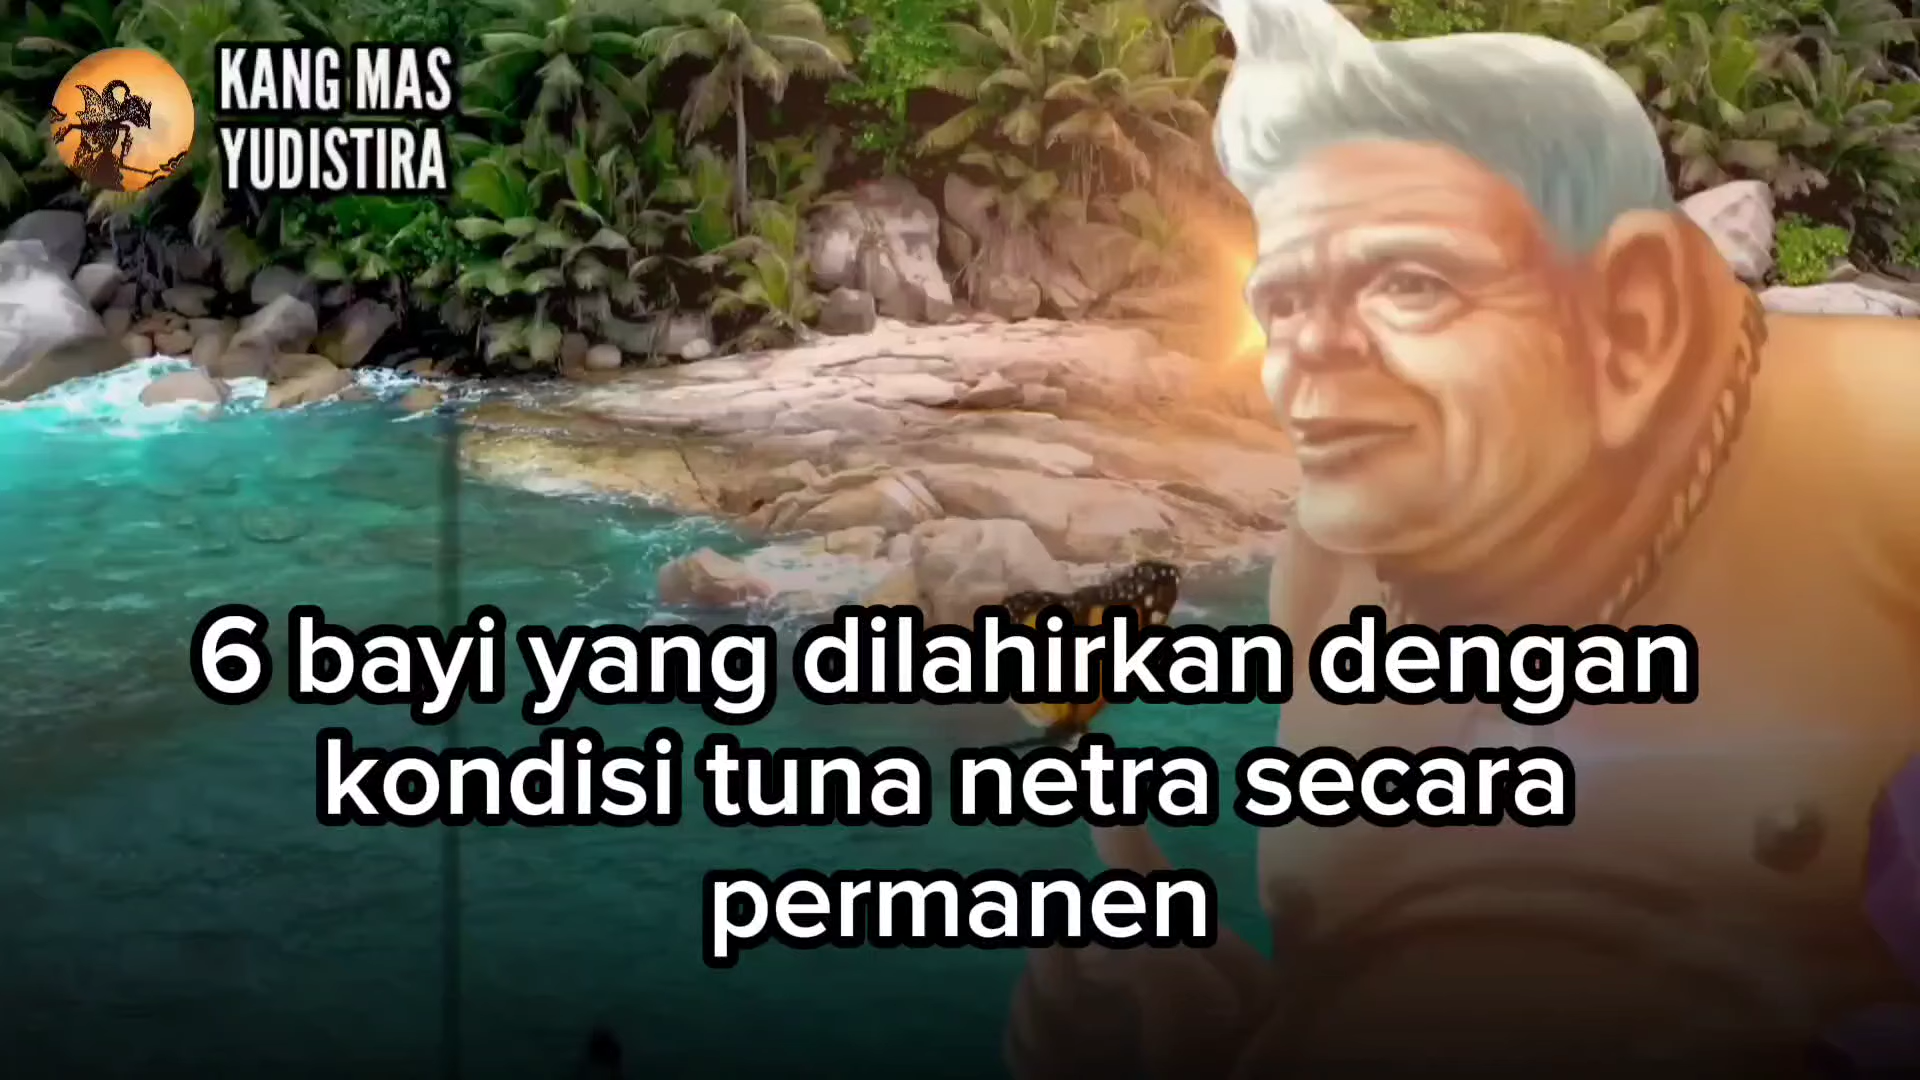 KANG MAS
YUDISTIRA
6 bayi yang dilahirkan dengan
kondisi tuna netra secara
permanen